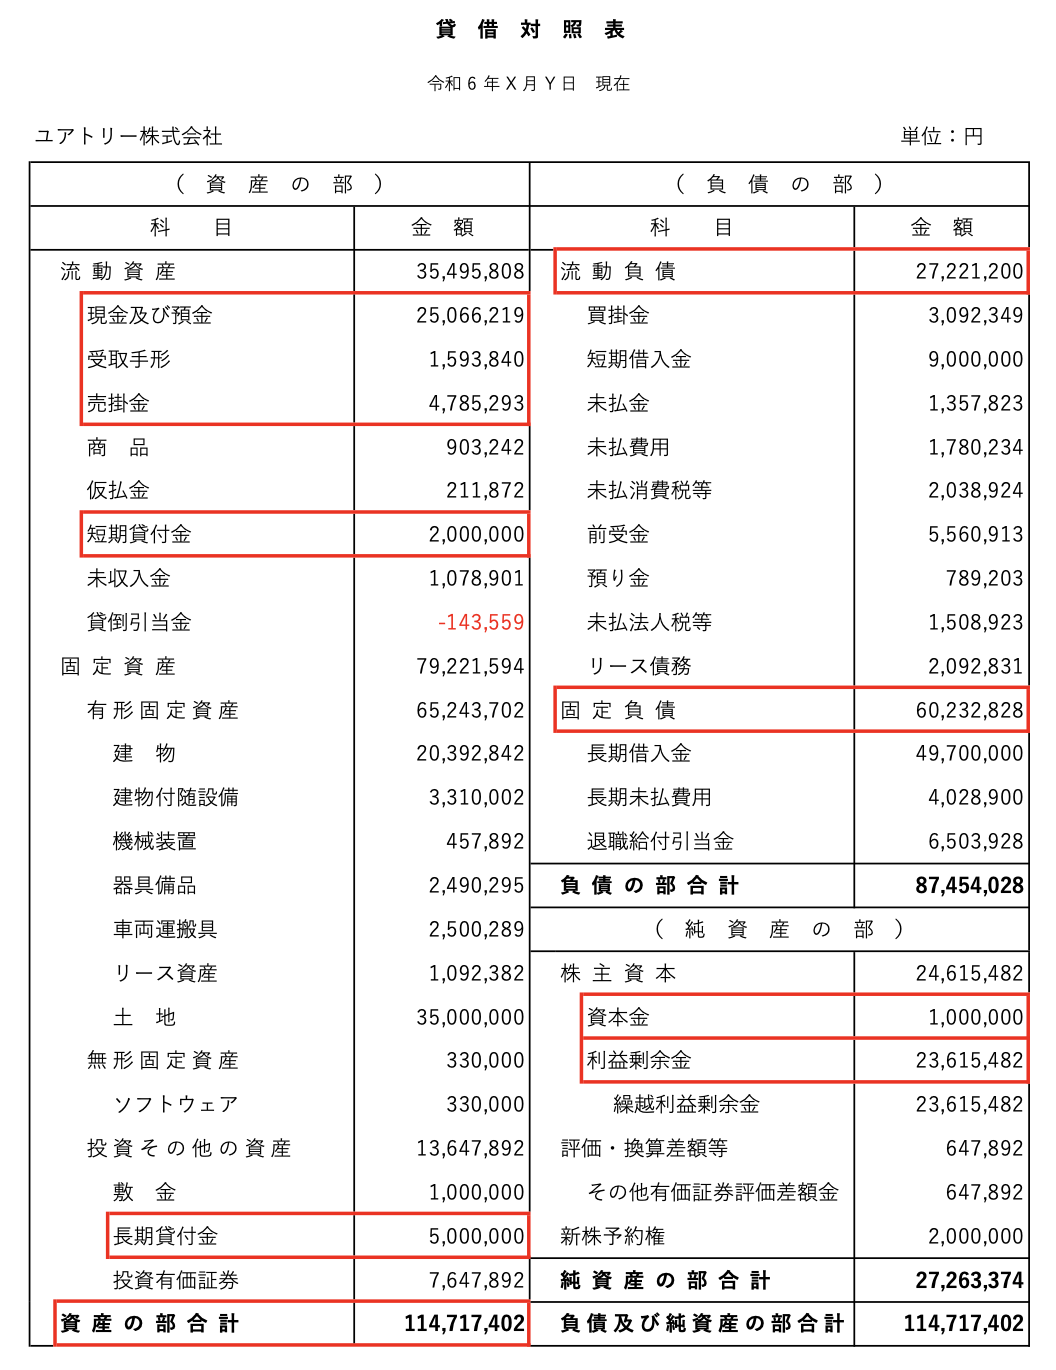 貸借対照表
令和 6 年 X 月 Y 日　現在
ユアトリー株式会社　単位：円
（資産の部）　（負債の部）
科目　金額　科目　金額
流動資産　35,495,808　流動負債　27,221,200
現金及び預金　25,066,219　買掛金　3,092,349
受取手形　1,593,840　短期借入金　9,000,000
売掛金　4,785,293　未払金　1,357,823
商品　903,242　未払費用　1,780,234
仮払金　211,872　未払消費税等　2,038,924
短期貸付金　2,000,000　前受金　5,560,913
未収入金　1,078,901　預り金　789,203
貸倒引当金　-143,559　未払法人税等　1,508,923
固定資産　79,221,594　リース債務　2,092,831
有形固定資産　65,243,702　固定負債　60,232,828
建物　20,392,842　長期借入金　49,700,000
建物付随設備　3,310,002　長期未払費用　4,028,900
機械装置　457,892　退職給付引当金　6,503,928
器具備品　2,490,295　負債の部合計　87,454,028
車両運搬具　2,500,289　（純資産の部）
リース資産　1,092,382　株主資本　24,615,482
土地　35,000,000　資本金　1,000,000
無形固定資産　330,000　利益剰余金　23,615,482
ソフトウェア　330,000　繰越利益剰余金　23,615,482
投資その他の資産　13,647,892　評価・換算差額等　647,892
敷金　1,000,000　その他有価証券評価差額金　647,892
長期貸付金　5,000,000　新株予約権　2,000,000
投資有価証券　7,647,892　純資産の部合計　27,263,374
資産の部合計　114,717,402　負債及び純資産の部合計　114,717,402